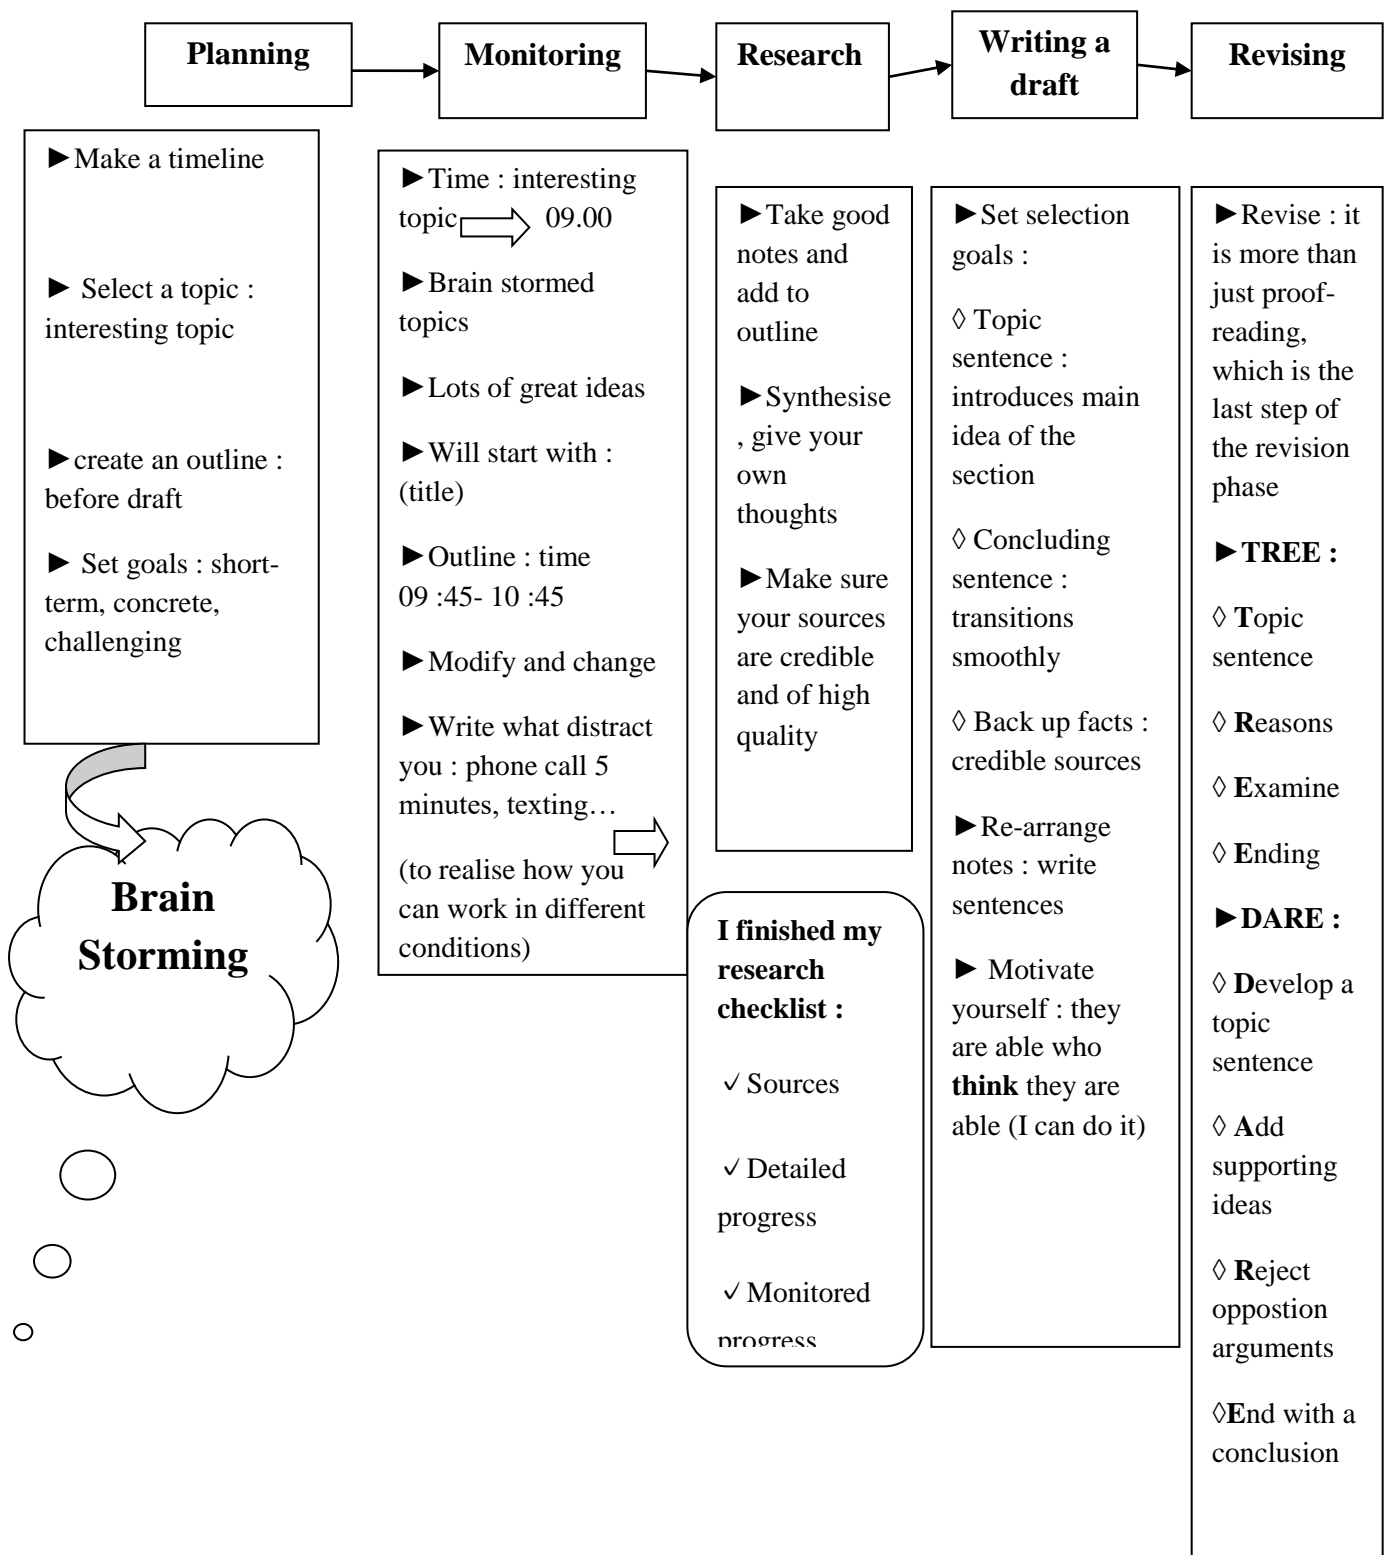 Planning
Monitoring
Research
Writing a
draft
Revising
►Make a timeline
► Select a topic :
interesting topic
►create an outline :
before draft
► Set goals : short-
term, concrete,
challenging
Brain
Storming
►Time : interesting
topic 09.00
►Brain stormed
topics
►Lots of great ideas
►Will start with :
(title)
►Outline : time
09 :45- 10 :45
►Modify and change
►Write what distract
you : phone call 5
minutes, texting…
(to realise how you
can work in different
conditions)
►Take good
notes and
add to
outline
►Synthesise
, give your
own
thoughts
►Make sure
your sources
are credible
and of high
quality
I finished my
research
checklist :
✓ Sources
✓ Detailed
progress
✓ Monitored
progress
►Set selection
goals :
◊ Topic
sentence :
introduces main
idea of the
section
◊ Concluding
sentence :
transitions
smoothly
◊ Back up facts :
credible sources
►Re-arrange
notes : write
sentences
► Motivate
yourself : they
are able who
think they are
able (I can do it)
►Revise : it
is more than
just proof-
reading,
which is the
last step of
the revision
phase
►TREE :
◊ Topic
sentence
◊ Reasons
◊ Examine
◊ Ending
►DARE :
◊ Develop a
topic
sentence
◊ Add
supporting
ideas
◊ Reject
oppostion
arguments
◊End with a
conclusion